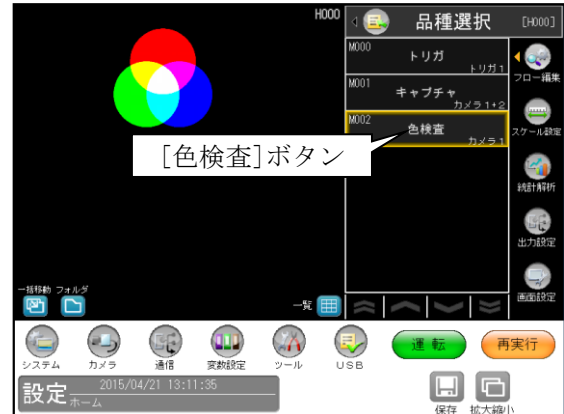 H000
品種選択
[H000]
M000
トリガ
トリガ1
M001
キャプチャ
カメラ1+2
M002
色検査
カメラ1
[色検査]ボタン
フロー編集
スケール設定
統計解析
出力設定
画面設定
一括移動
フォルダ
一覧
システム
カメラ
通信
変数設定
ツール
USB
運転
再実行
設定
2015/04/21 13:11:35
ホーム
保存
拡大縮小